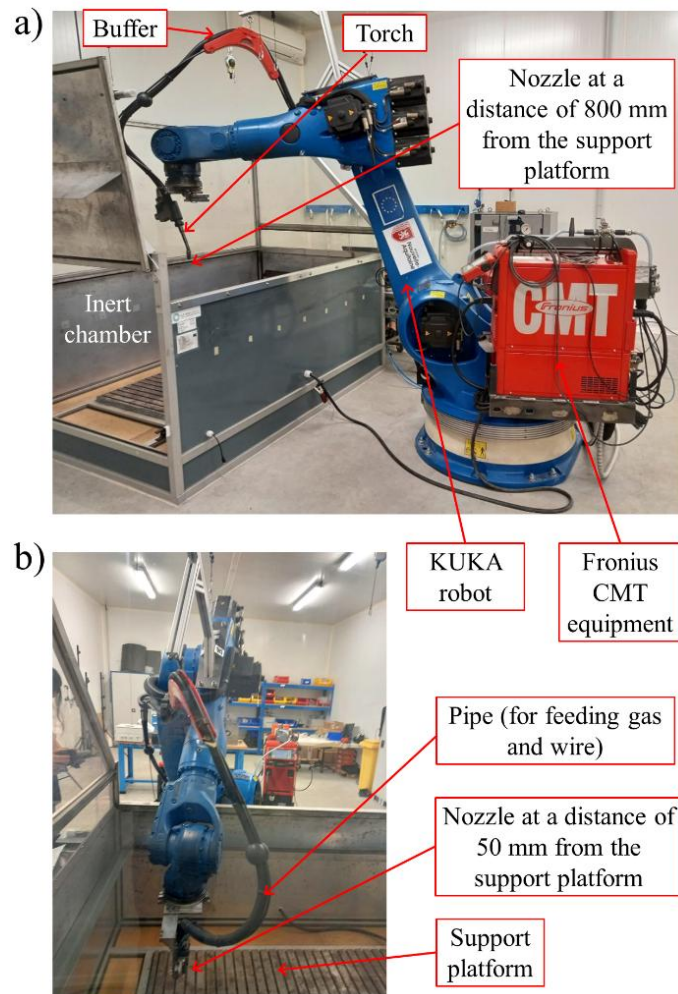 a)
Buffer
Torch
Nozzle at a
distance of 800 mm
from the support
platform
Inert
chamber
CMT
Fronius
KUKA
robot
Fronius
CMT
equipment
b)
Pipe (for feeding gas
and wire)
Nozzle at a distance of
50 mm from the
support platform
Support
platform